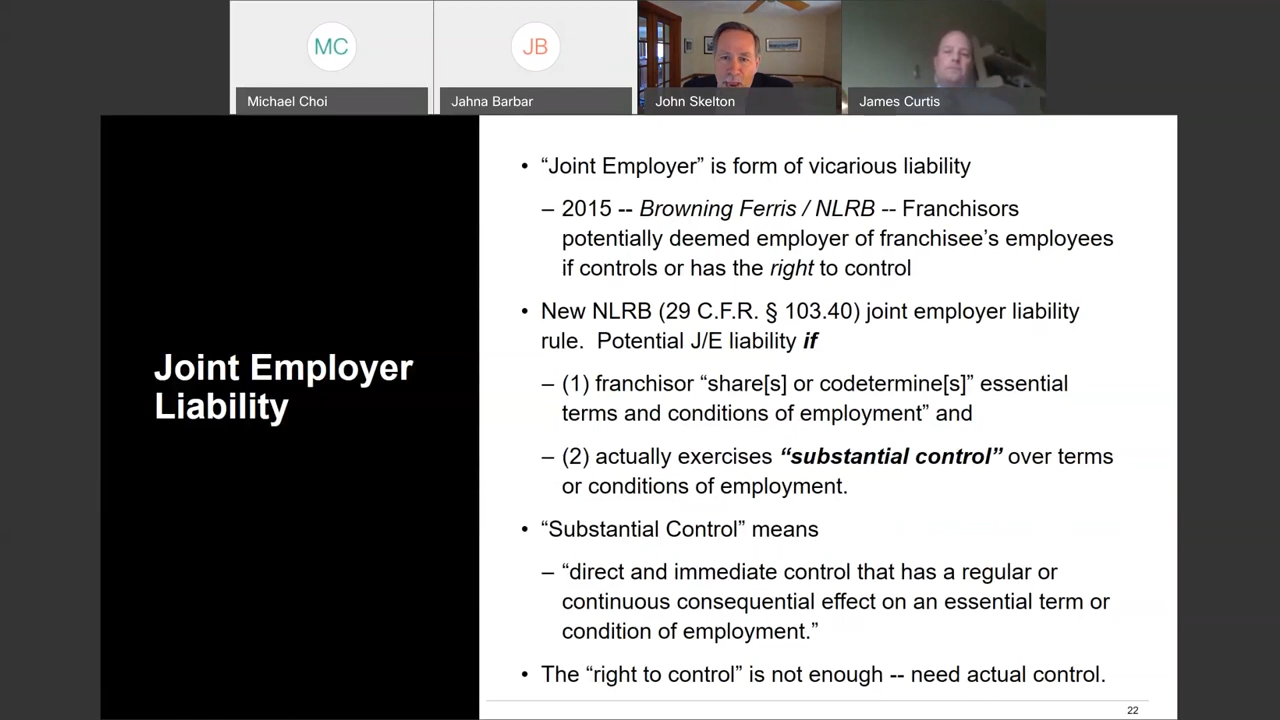 MC
JB
Michael Choi
Jahna Barbar
John Skelton
James Curtis
Joint Employer
Liability
• “Joint Employer” is form of vicarious liability
– 2015 -- Browning Ferris / NLRB -- Franchisors
potentially deemed employer of franchisee’s employees
if controls or has the right to control
• New NLRB (29 C.F.R. § 103.40) joint employer liability
rule. Potential J/E liability if
– (1) franchisor “share[s] or codetermine[s]” essential
terms and conditions of employment” and
– (2) actually exercises “substantial control” over terms
or conditions of employment.
• “Substantial Control” means
– “direct and immediate control that has a regular or
continuous consequential effect on an essential term or
condition of employment.”
• The “right to control” is not enough -- need actual control.
22